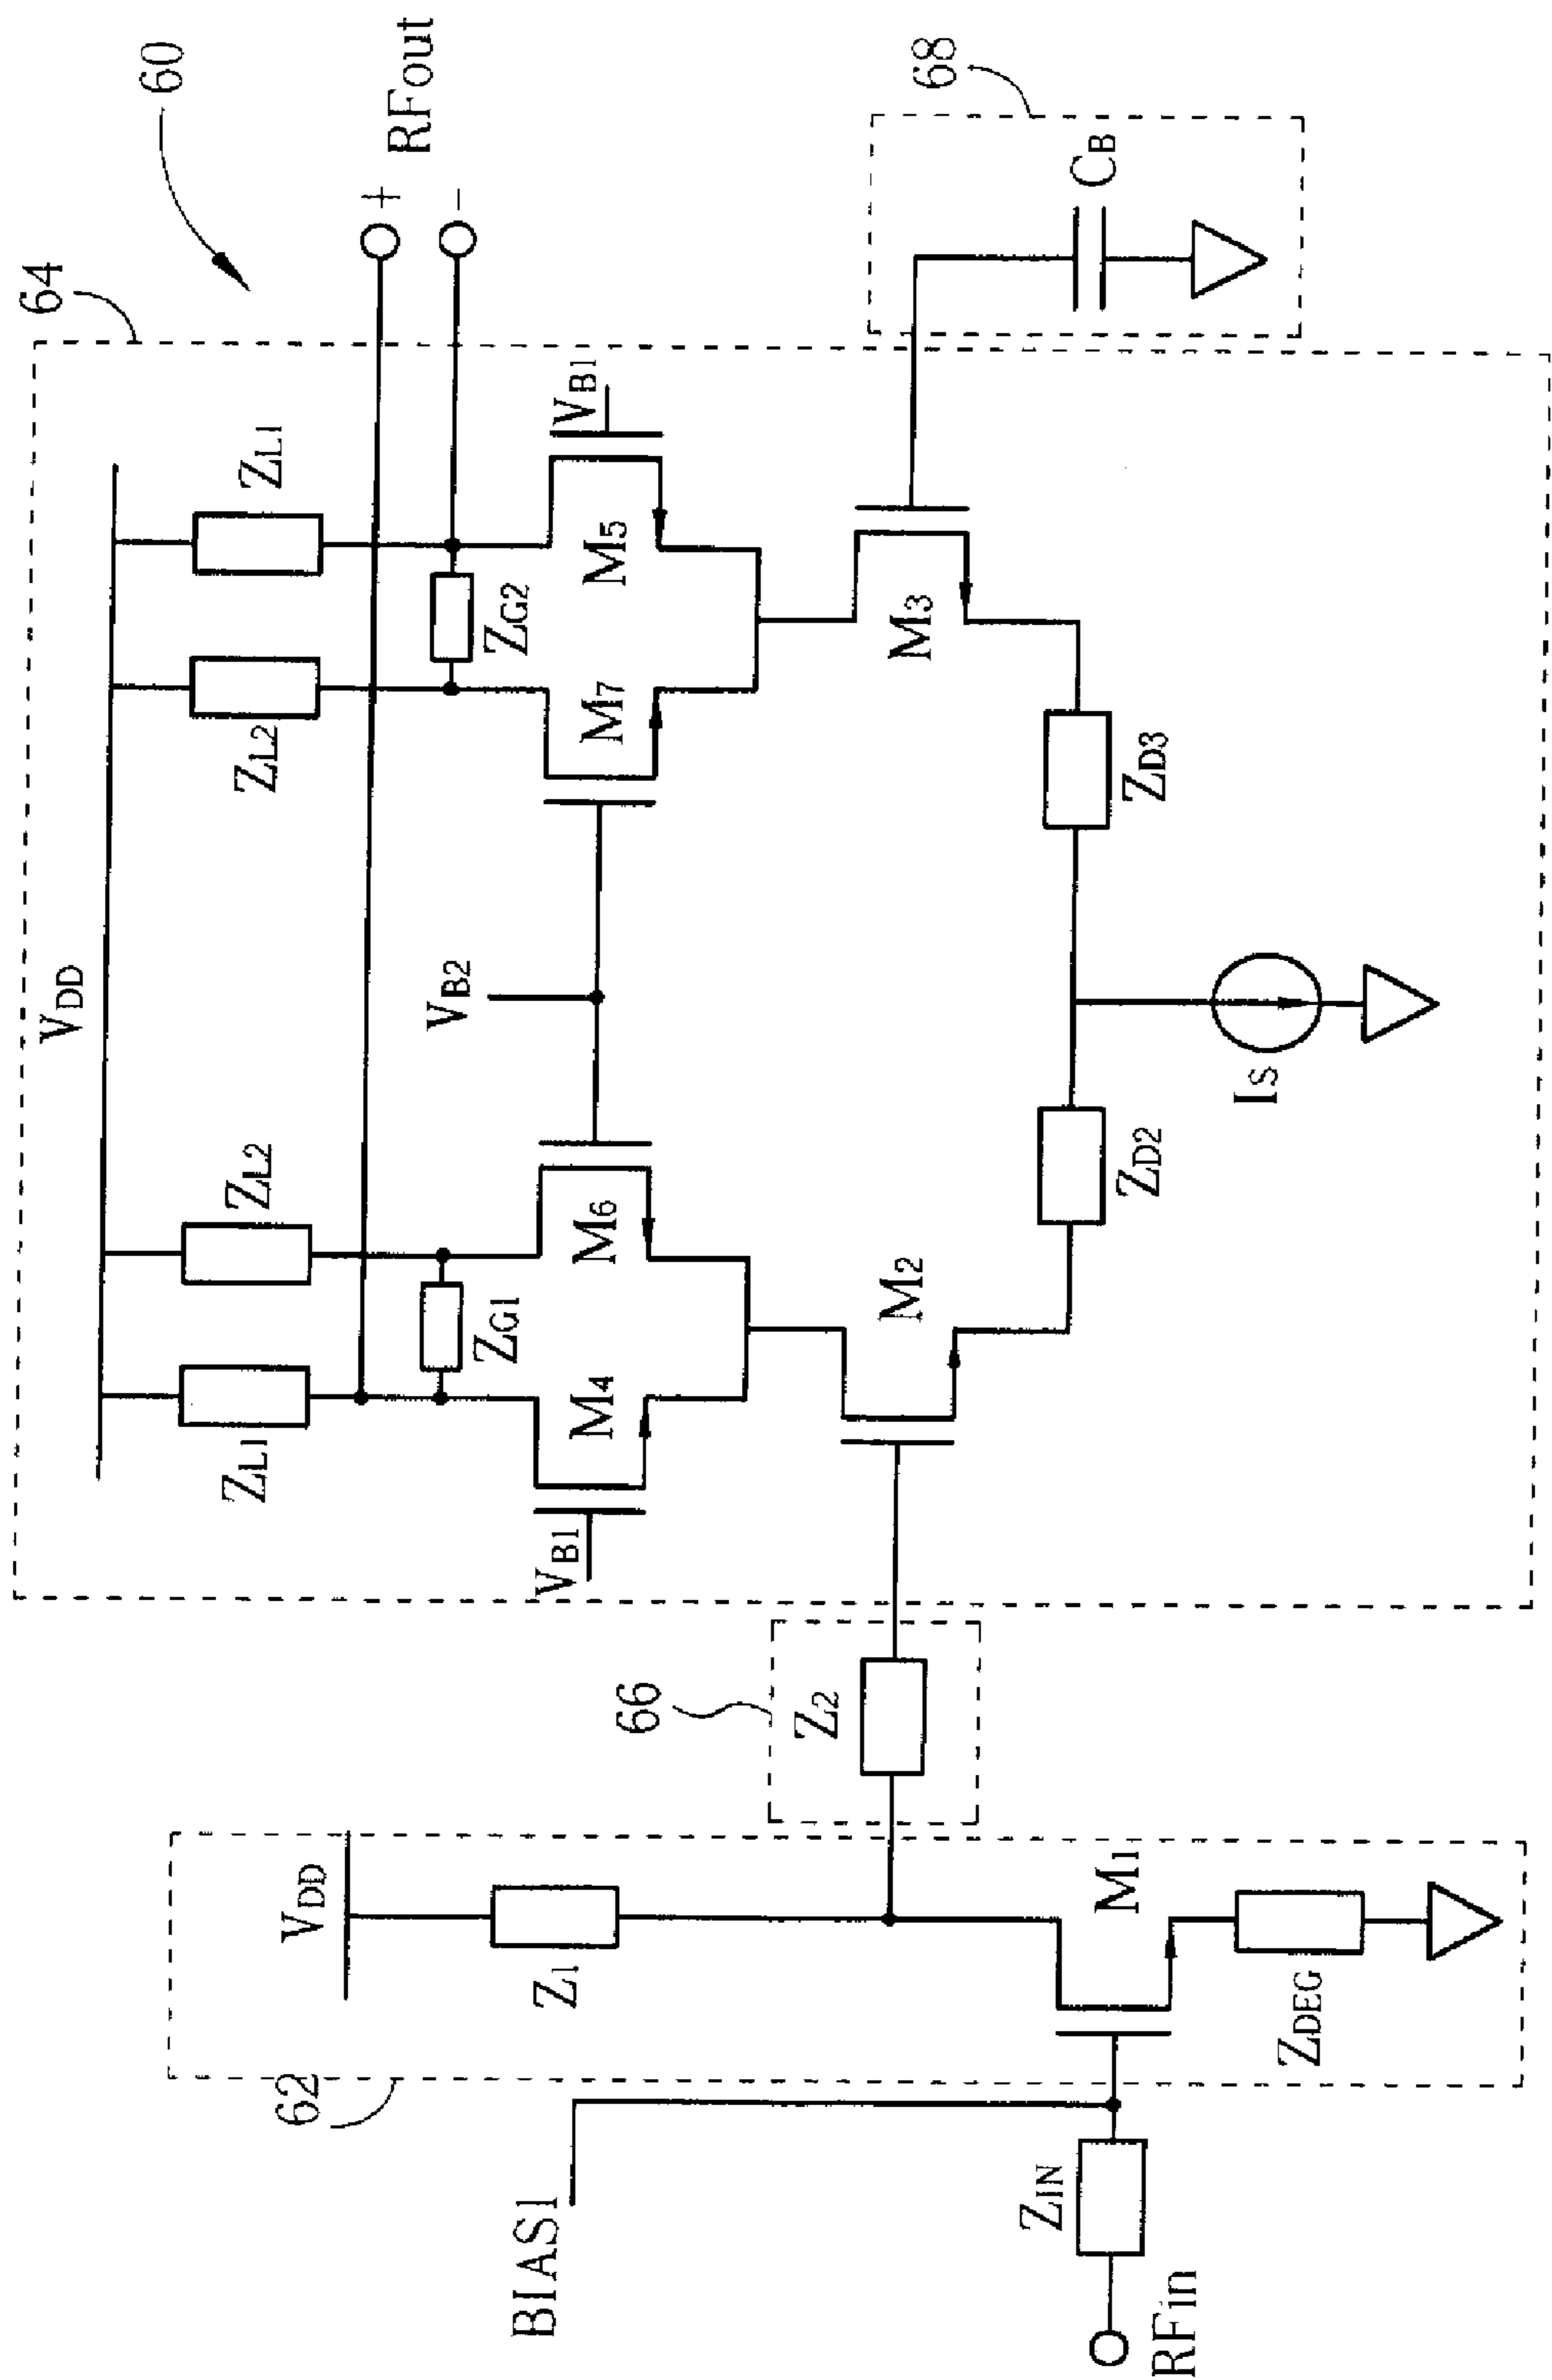 60
64
RFout
+
-
68
VDD
ZL1
ZL2
ZL2
ZL1
ZG1
ZG2
VB1
M4
M6
VB2
M7
M5
VB1
M2
M3
CB
ZD2
ZD3
IS
66
Z2
62
VDD
Z1
M1
ZDEG
BIAS1
ZIN
RFin